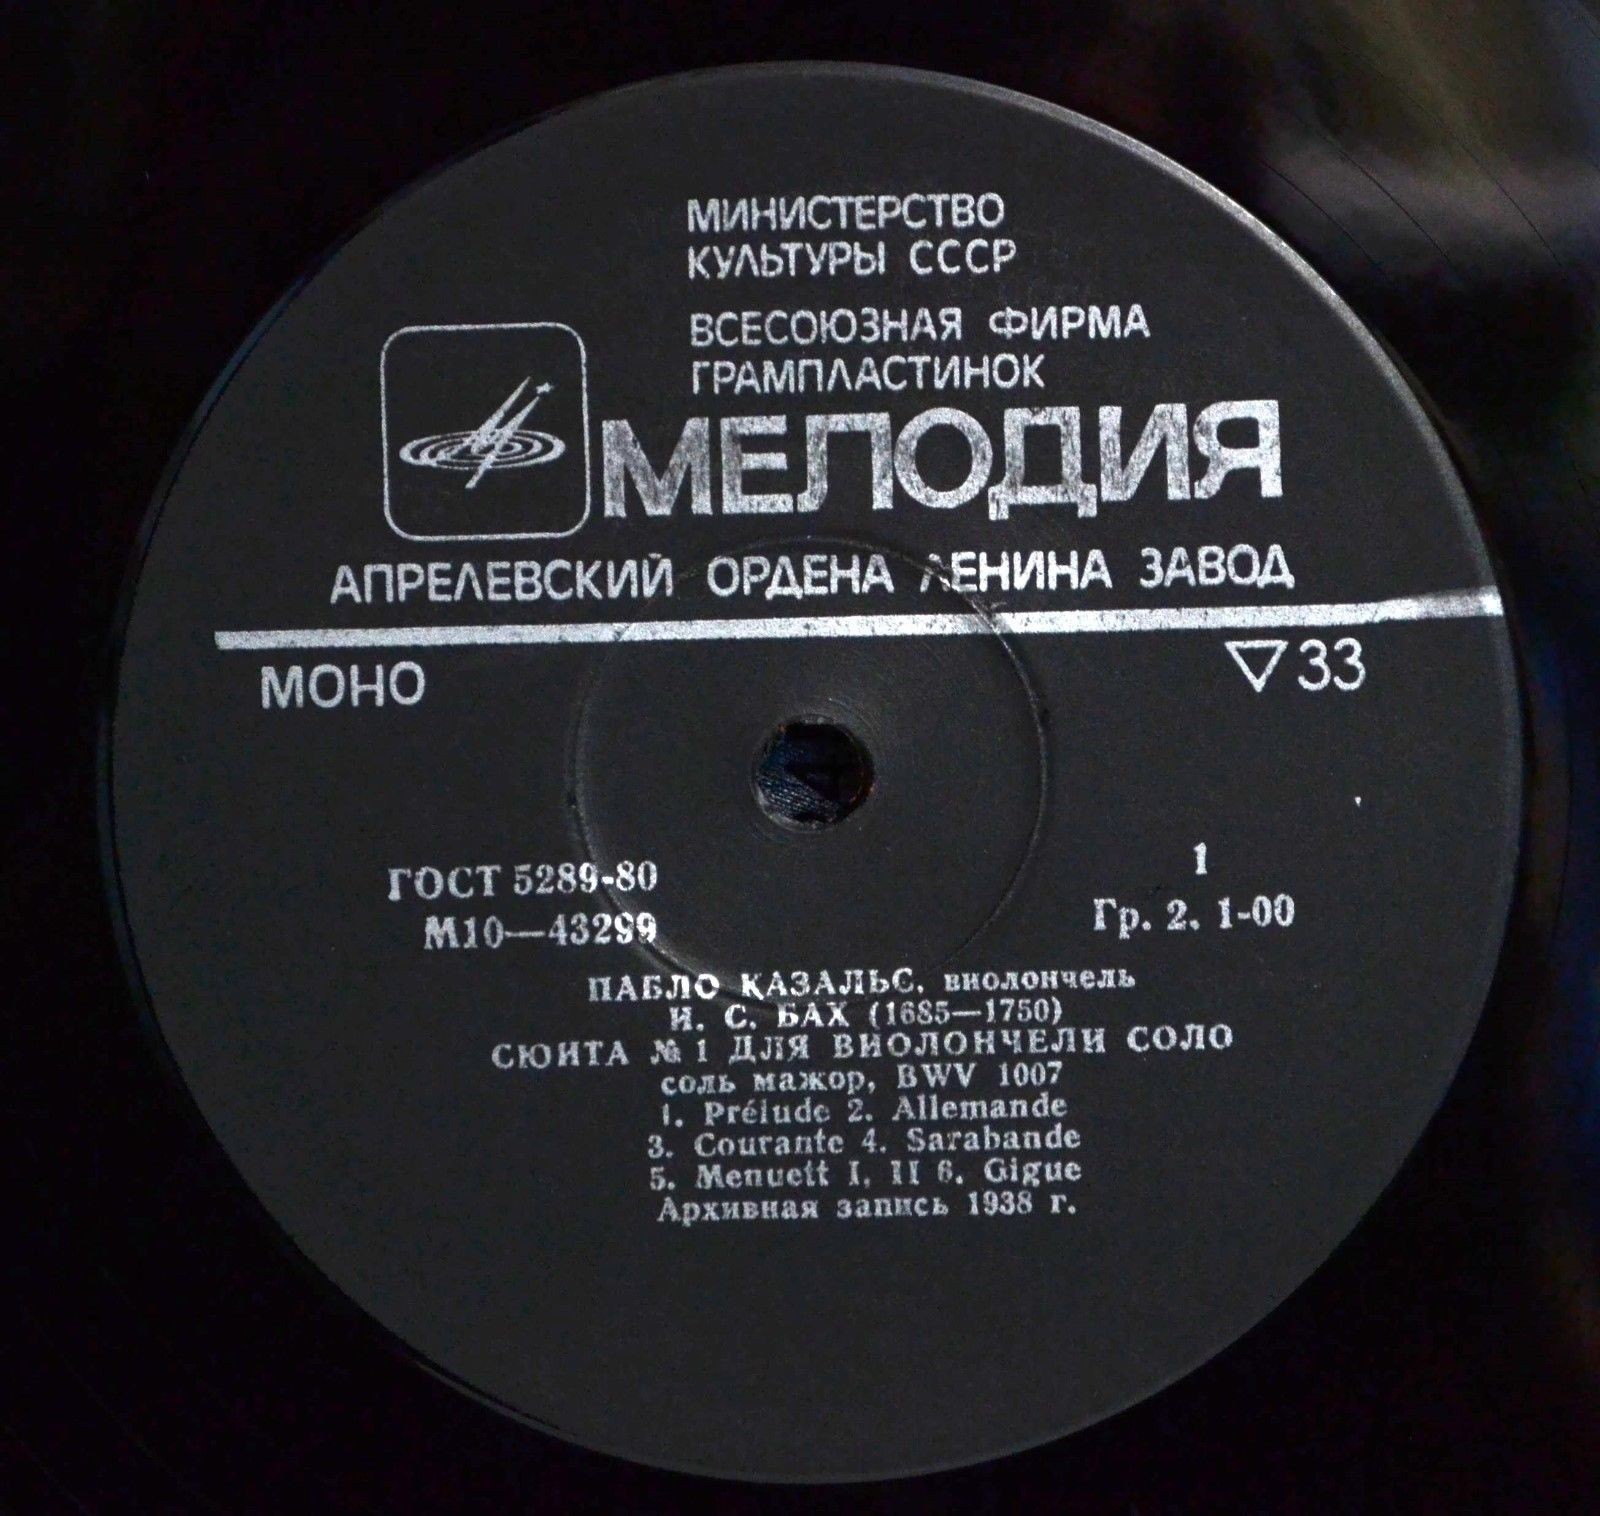 МИНИСТЕРСТВО
КУЛЬТУРЫ СССР
ВСЕСОЮЗНАЯ ФИРМА
ГРАМПЛАСТИНОК
МЕЛОДИЯ
АПРЕЛЕВСКИЙ ОРДЕНА ЛЕНИНА ЗАВОД
МОНО
▽33
ГОСТ 5289-80
М10—43299
1
Гр. 2. 1-00
ПАБЛО КАЗАЛЬС, виолончель
И. С. БАХ (1685—1750)
СЮИТА № 1 ДЛЯ ВИОЛОНЧЕЛИ СОЛО
соль мажор, BWV 1007
1. Prélude 2. Allemande
3. Courante 4. Sarabande
5. Menuett I, II 6. Gigue
Архивная запись 1938 г.